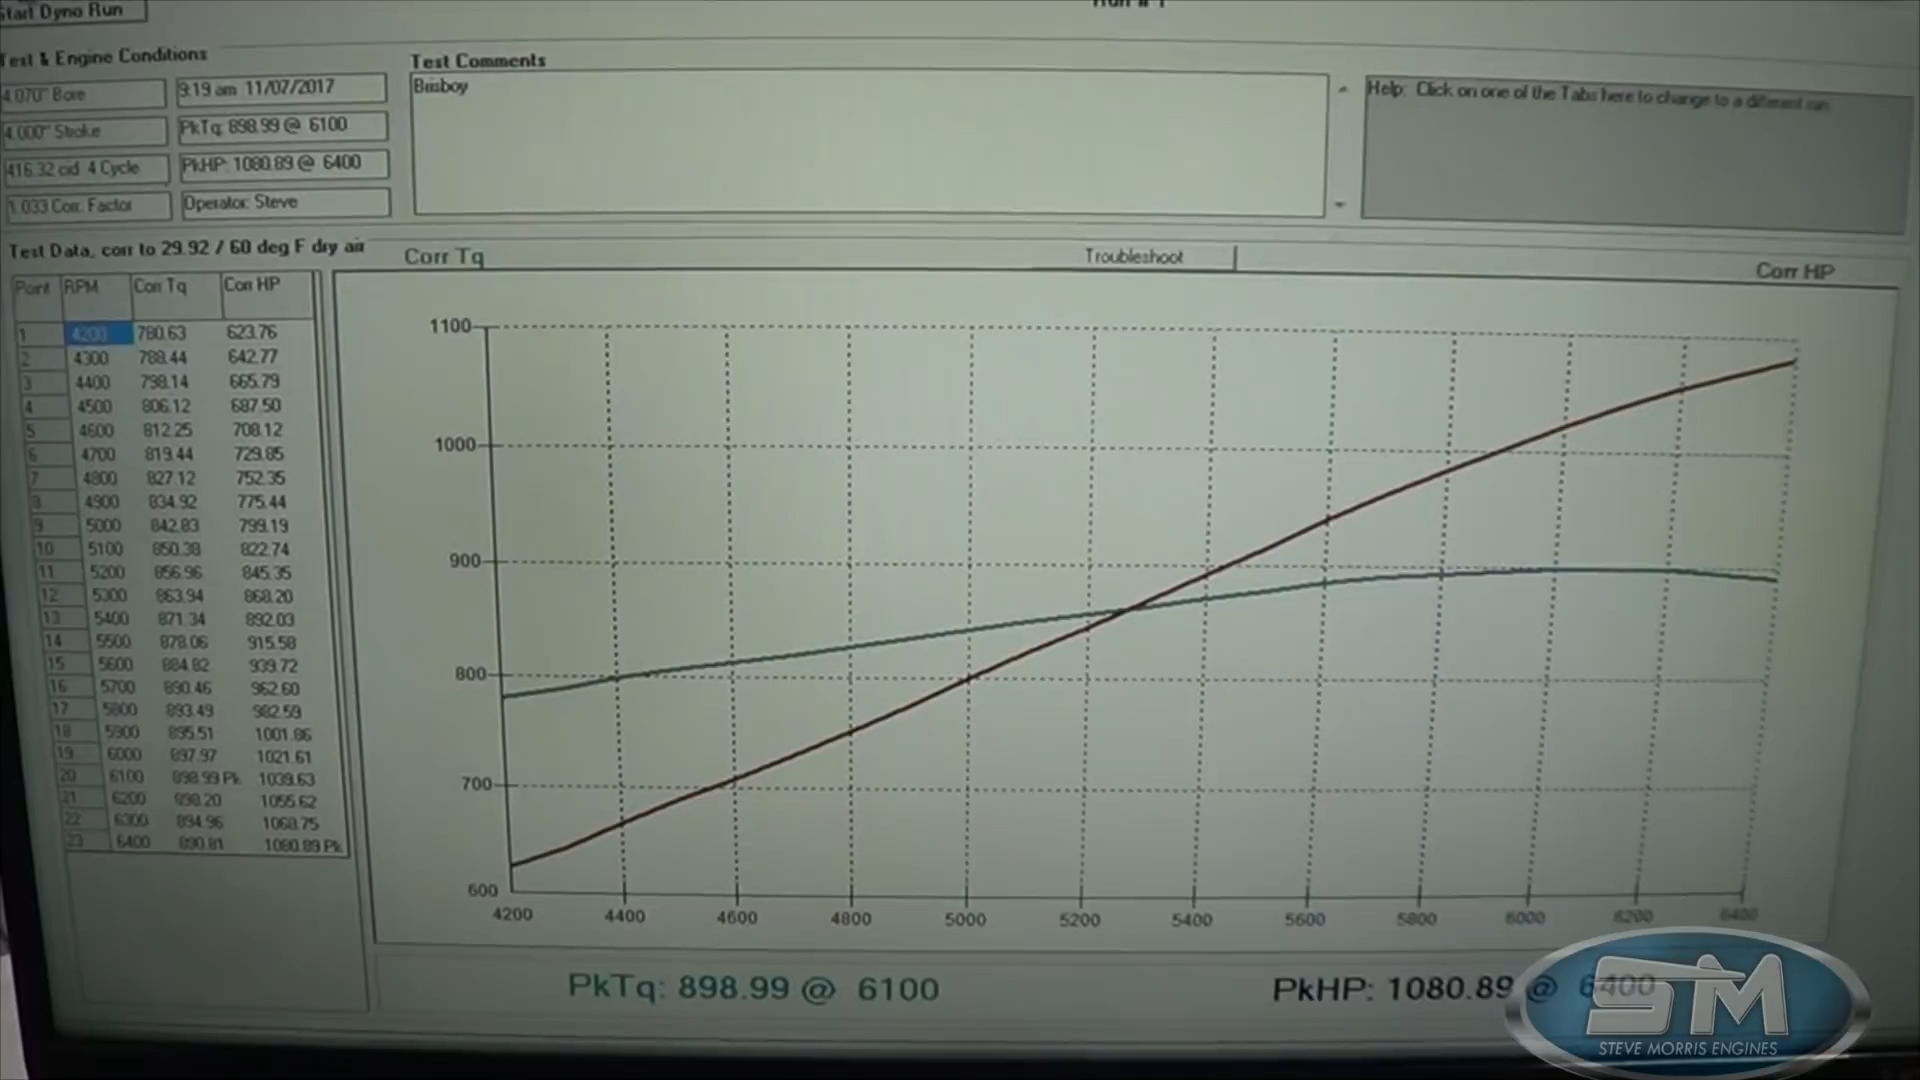 Start Dyno Run
Test & Engine Conditions
4.070" Bore
9:19 am 11/07/2017
4.000" Stroke
PkTq: 898.99 @ 6100
416.32 cid 4 Cycle
PkHP: 1080.89 @ 6400
1.033 Corr. Factor
Operator: Steve
Test Comments
Busboy
Help: Click on one of the Tabs here to change to a different run
Test Data, corr to 29.92 / 60 deg F dry air
Point RPM Corr Tq Corr HP
1 4200 780.63 623.76
2 4300 788.44 642.77
3 4400 798.14 665.79
4 4500 806.12 687.50
5 4600 812.25 708.12
6 4700 819.44 729.85
7 4800 827.12 752.35
8 4900 834.92 775.44
9 5000 842.83 799.19
10 5100 850.38 822.74
11 5200 856.96 845.35
12 5300 863.94 868.20
13 5400 871.34 892.03
14 5500 878.06 915.58
15 5600 884.82 939.72
16 5700 890.46 962.60
17 5800 893.49 982.59
18 5900 895.51 1001.86
19 6000 897.97 1021.61
20 6100 898.99 Pk 1039.63
21 6200 898.20 1055.62
22 6300 894.96 1068.75
23 6400 890.81 1080.89 Pk
Corr Tq
Troubleshoot
Corr HP
1100
1000
900
800
700
600
4200 4400 4600 4800 5000 5200 5400 5600 5800 6000 6200 6400
PkTq: 898.99 @ 6100
PkHP: 1080.89 @ 6400
SM
STEVE MORRIS ENGINES